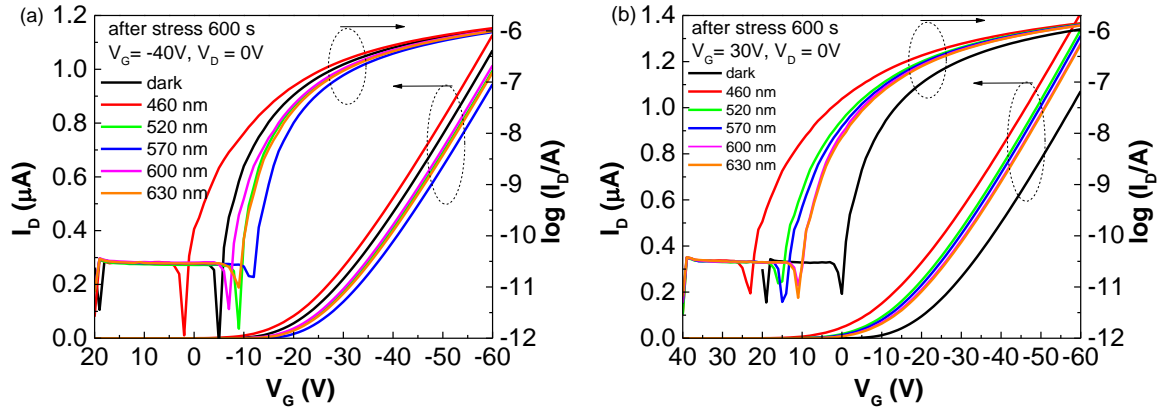 (a)
after stress 600 s
V_G= -40V, V_D = 0V
dark
460 nm
520 nm
570 nm
600 nm
630 nm
I_D (μA)
1.2
1.0
0.8
0.6
0.4
0.2
0.0
20 10 0 -10 -20 -30 -40 -50 -60
V_G (V)
-6
-7
-8
-9
-10
-11
-12
log (I_D/A)
(b)
after stress 600 s
V_G= 30V, V_D = 0V
dark
460 nm
520 nm
570 nm
600 nm
630 nm
I_D (μA)
1.4
1.2
1.0
0.8
0.6
0.4
0.2
0.0
40 30 20 10 0 -10 -20 -30 -40 -50 -60
V_G (V)
-6
-7
-8
-9
-10
-11
-12
log (I_D/A)